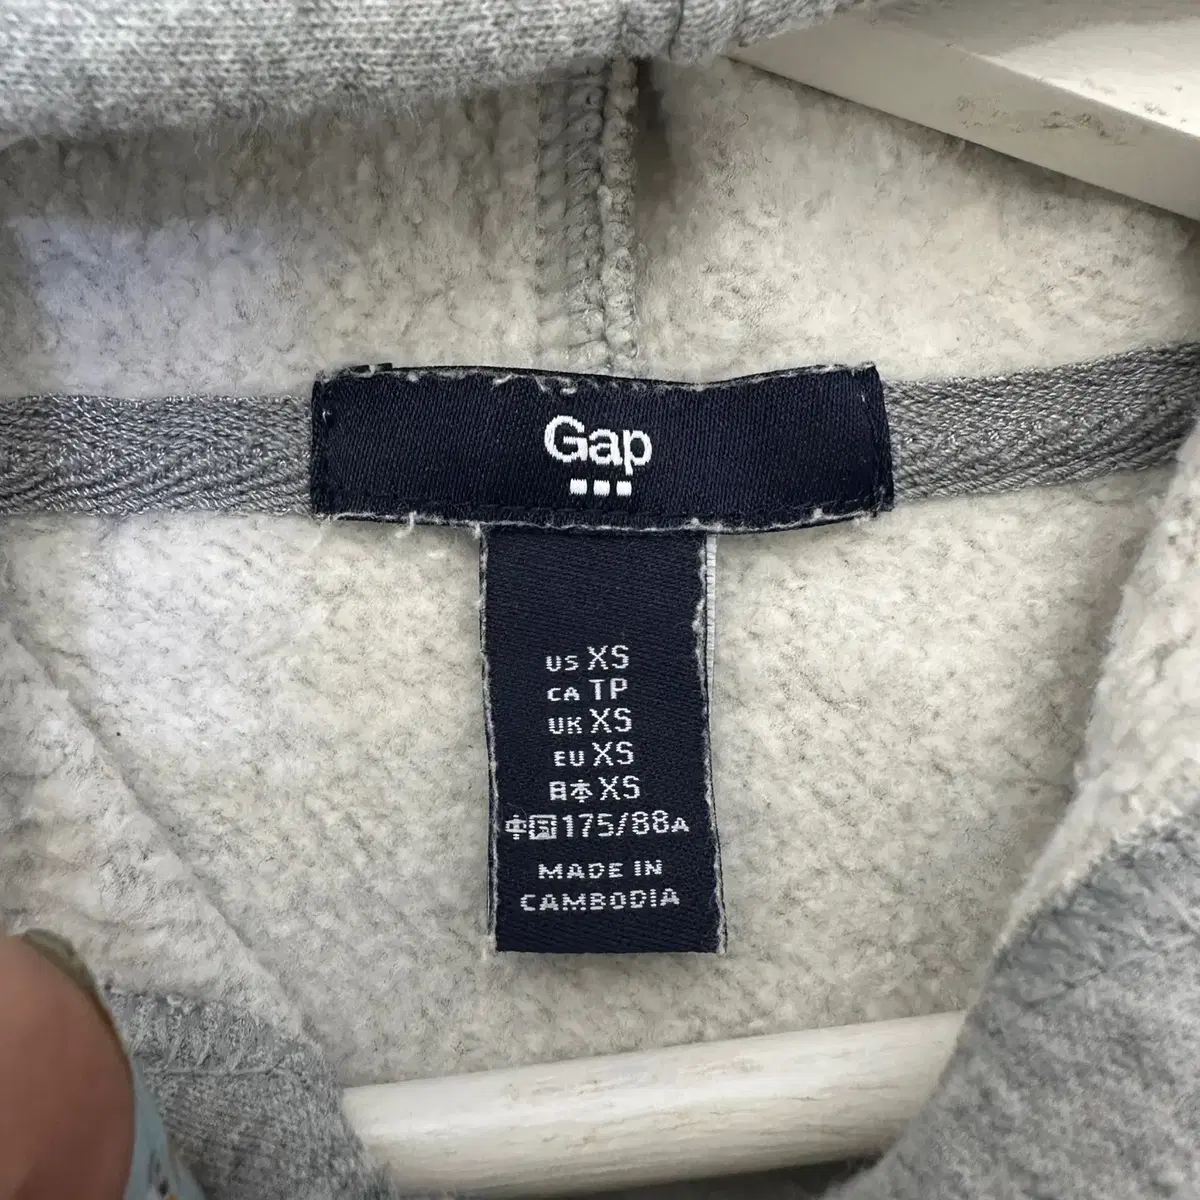 Gap
US XS
CA TP
UK XS
EU XS
日本 XS
中国 175/88A
MADE IN
CAMBODIA